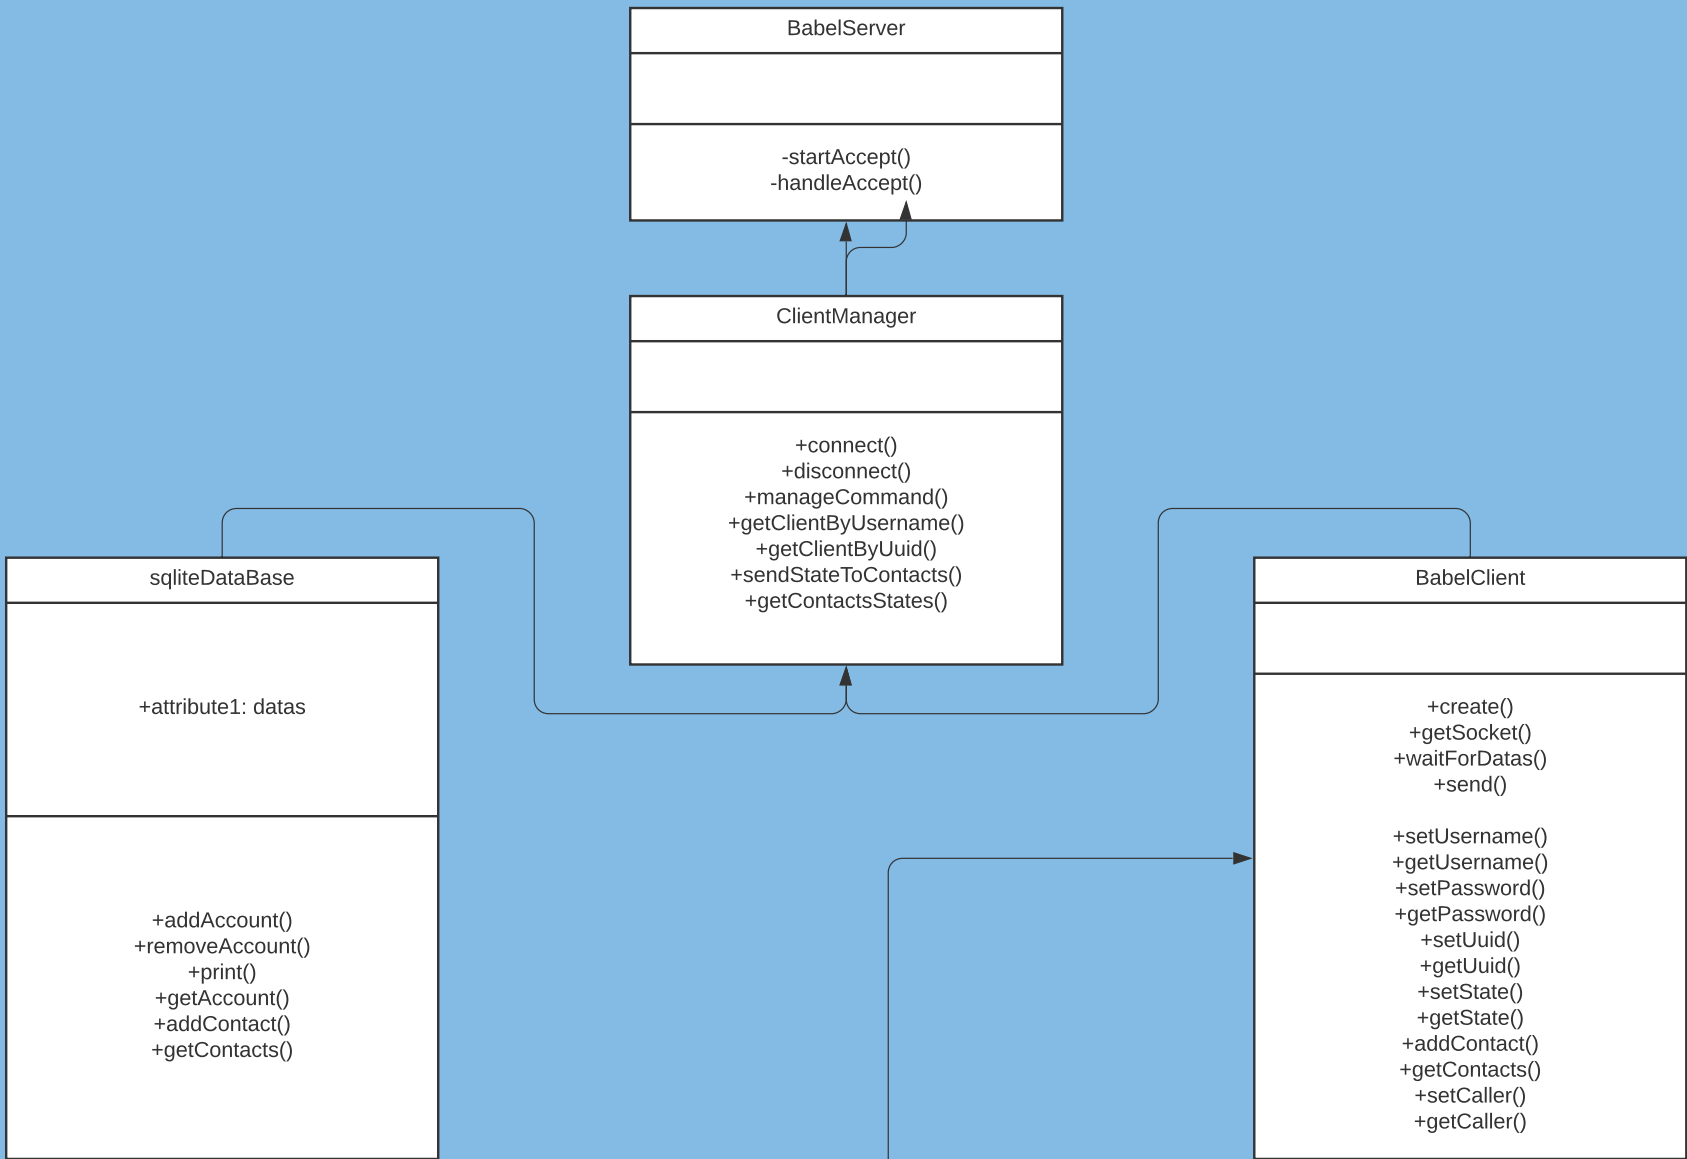 BabelServer
-startAccept()
-handleAccept()
ClientManager
+connect()
+disconnect()
+manageCommand()
+getClientByUsername()
+getClientByUuid()
+sendStateToContacts()
+getContactsStates()
sqliteDataBase
+attribute1: datas
+addAccount()
+removeAccount()
+print()
+getAccount()
+addContact()
+getContacts()
BabelClient
+create()
+getSocket()
+waitForDatas()
+send()
+setUsername()
+getUsername()
+setPassword()
+getPassword()
+setUuid()
+getUuid()
+setState()
+getState()
+addContact()
+getContacts()
+setCaller()
+getCaller()